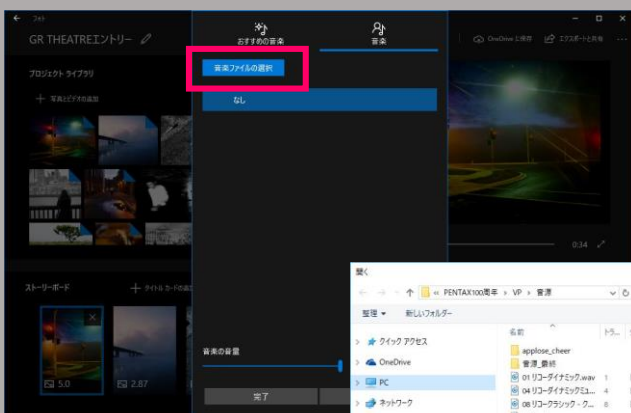 フォト
GR THEATREエントリー
プロジェクト ライブラリ
写真とビデオの追加
ストーリーボード
タイトル カードの追加
5.0
2.87
おすすめの音楽
音楽
音楽ファイルの選択
なし
音楽の音量
完了
OneDrive に保存
エクスポートと共有
0:34
開く
« PENTAX100周年 › VP › 音源
整理
新しいフォルダー
クイック アクセス
OneDrive
PC
ネットワーク
名前
トラ...
applose_cheer
音源_最終
01 リコーダイナミック.wav 1
04 リコーダイナミックミュ... 4
08 リコークラシック・ク... 8